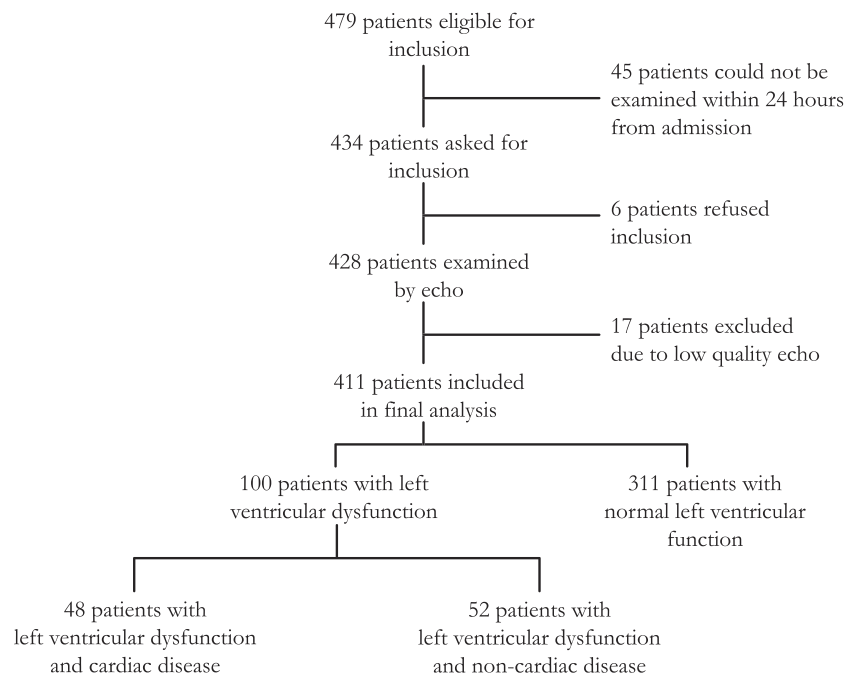 479 patients eligible for
inclusion
45 patients could not be
examined within 24 hours
from admission
434 patients asked for
inclusion
6 patients refused
inclusion
428 patients examined
by echo
17 patients excluded
due to low quality echo
411 patients included
in final analysis
100 patients with left
ventricular dysfunction
311 patients with
normal left ventricular
function
48 patients with
left ventricular dysfunction
and cardiac disease
52 patients with
left ventricular dysfunction
and non-cardiac disease